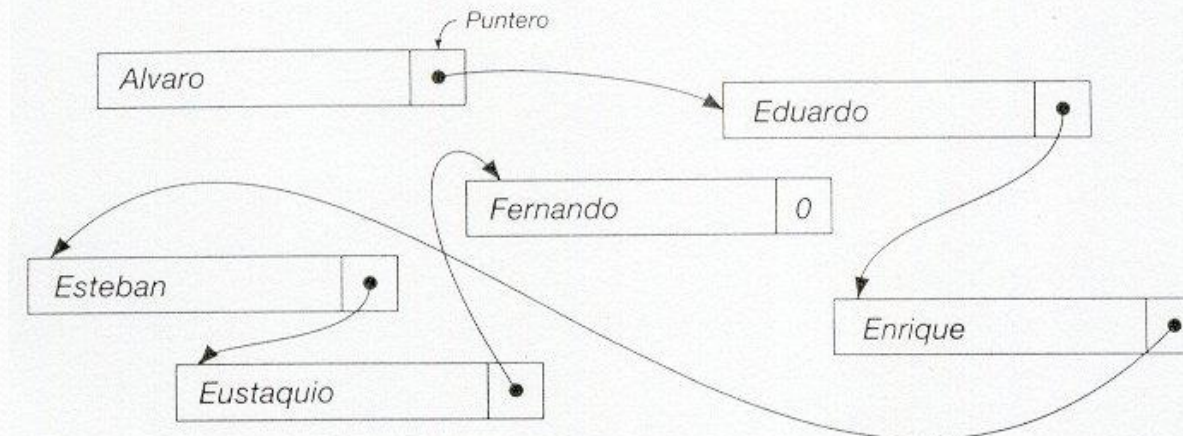 Puntero
Alvaro
Eduardo
Fernando 0
Esteban
Enrique
Eustaquio